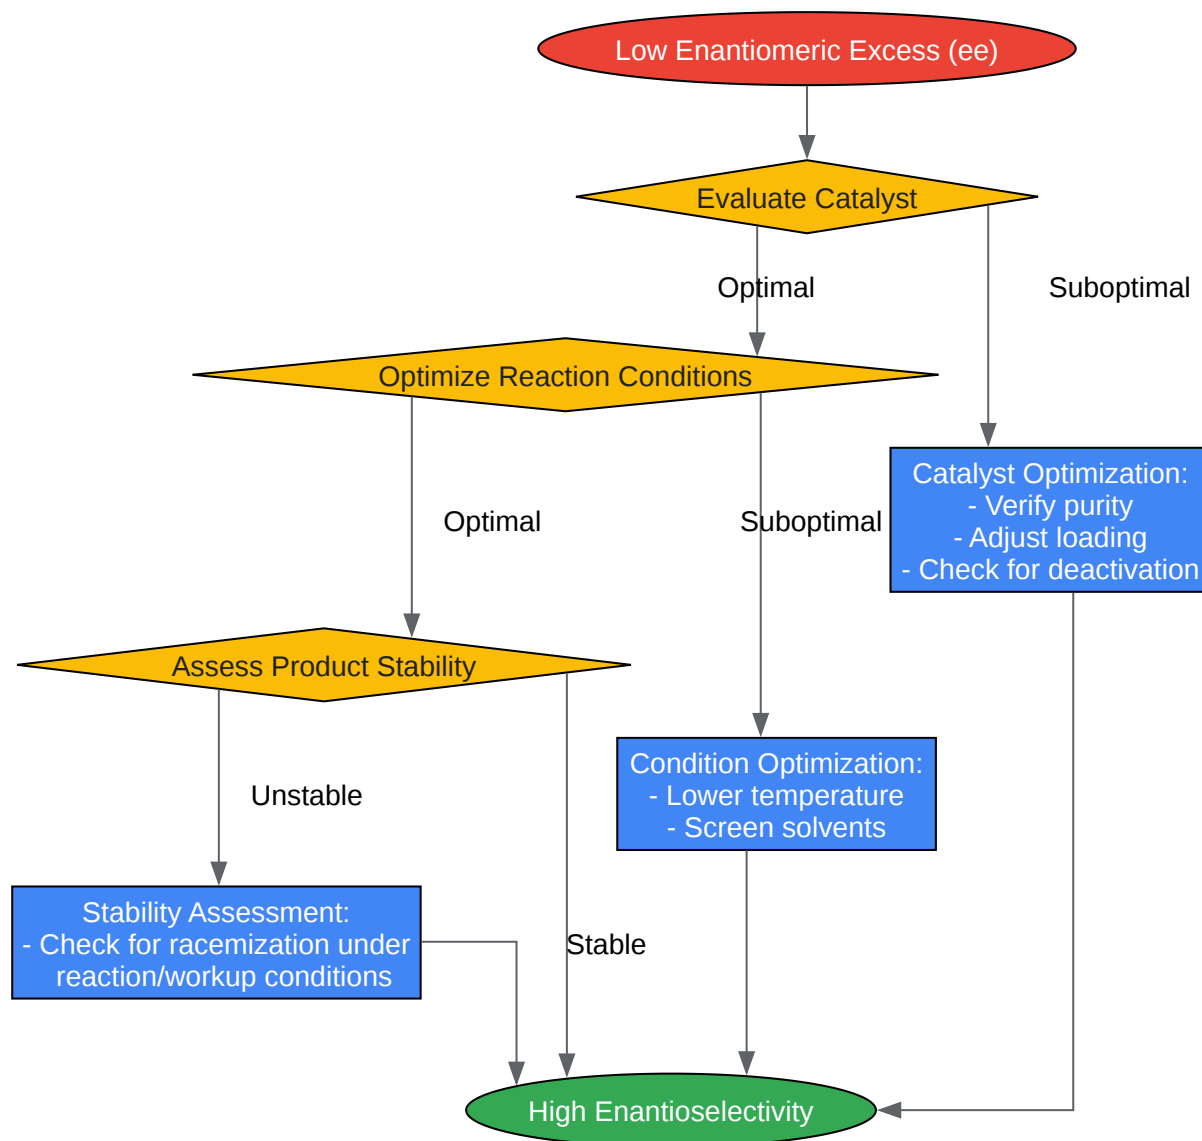 Low Enantiomeric Excess (ee)
Evaluate Catalyst
Optimal
Suboptimal
Optimize Reaction Conditions
Catalyst Optimization:
- Verify purity
- Adjust loading
- Check for deactivation
Optimal
Suboptimal
Assess Product Stability
Condition Optimization:
- Lower temperature
- Screen solvents
Unstable
Stability Assessment:
- Check for racemization under
reaction/workup conditions
Stable
High Enantioselectivity